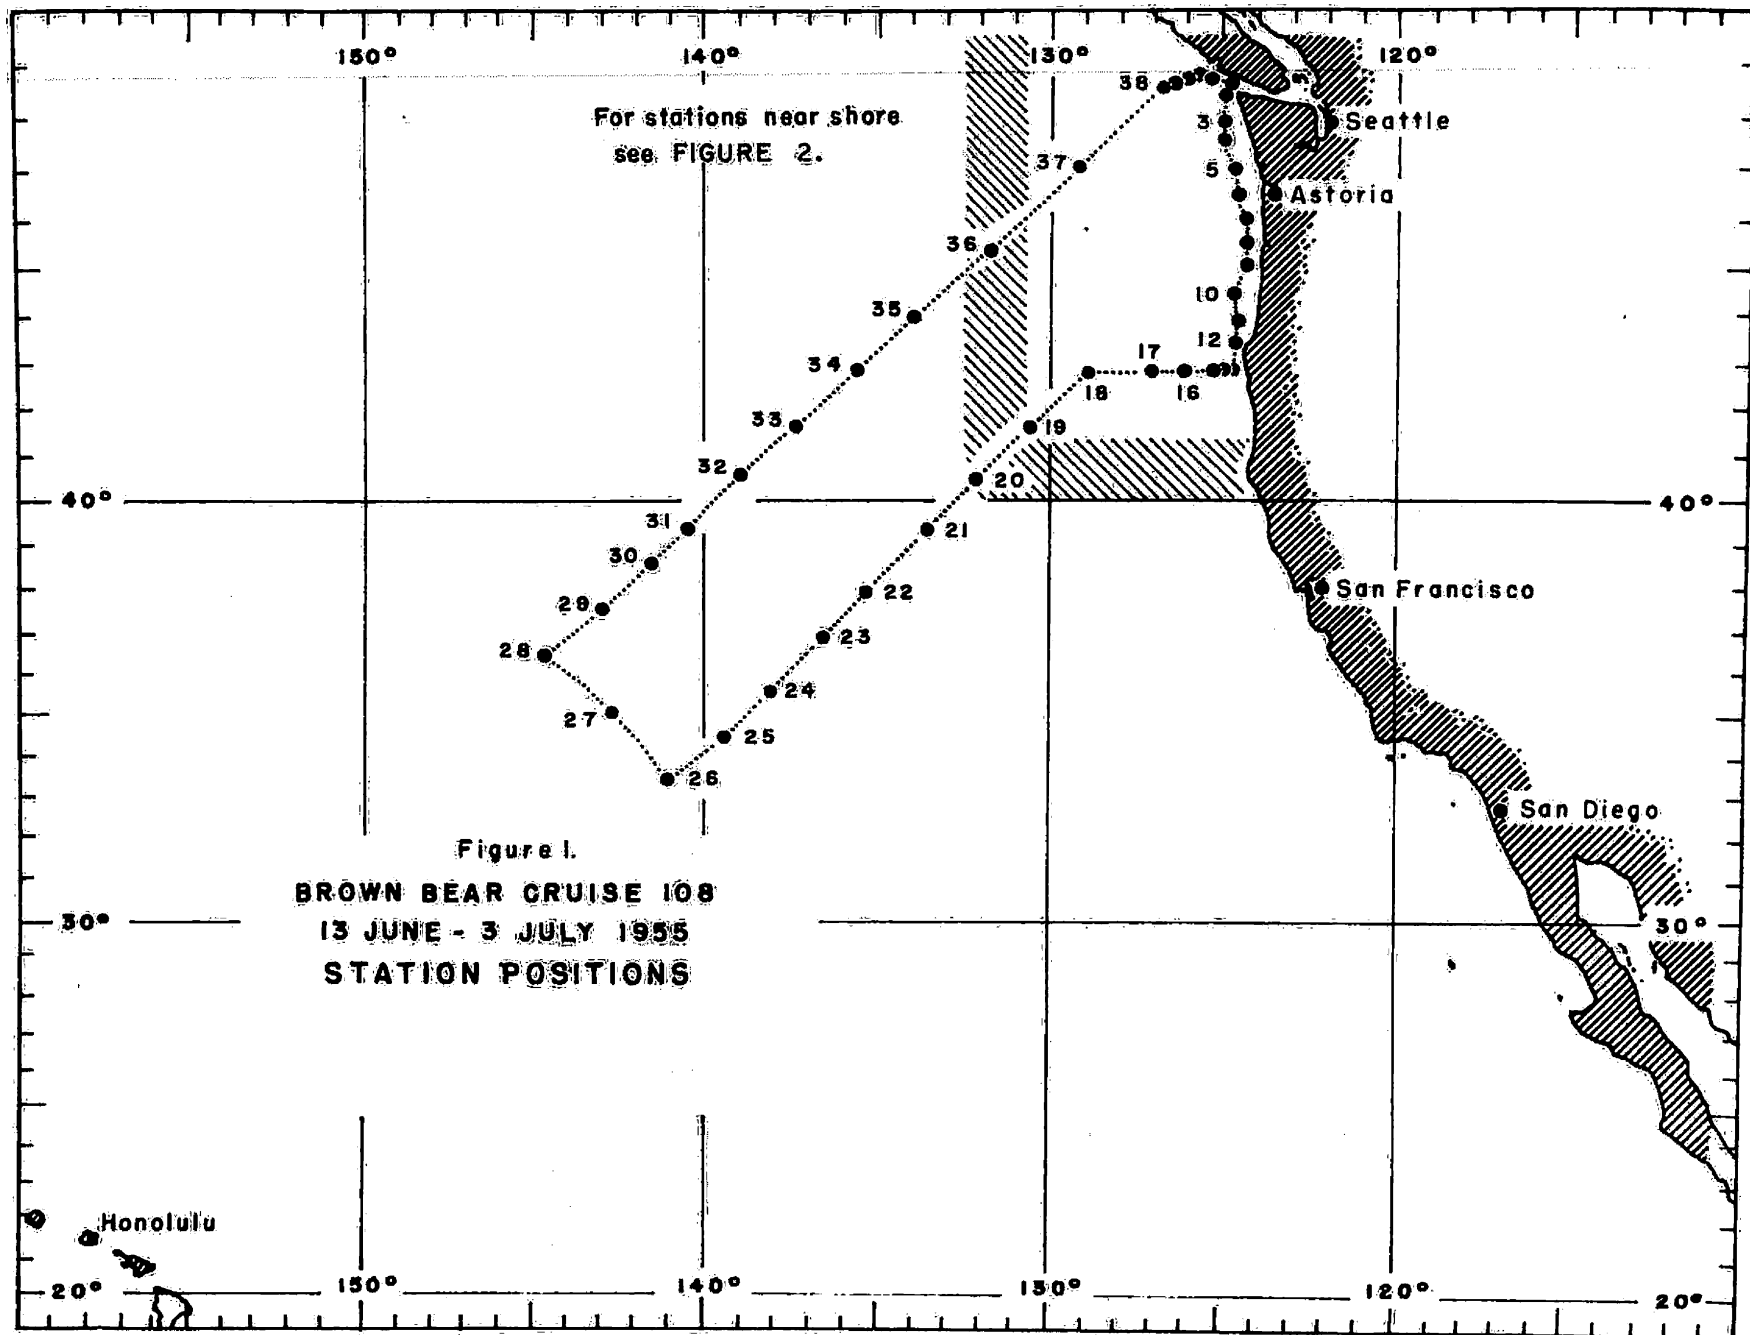 150° 140° 130° 120°
For stations near shore
see FIGURE 2.
38
3
Seattle
37
5
Astoria
36
10
35
12
34
17
18
16
33
19
32
20
40°
40°
31
21
30
22
San Francisco
29
23
28
24
27
25
26
San Diego
Figure 1.
BROWN BEAR CRUISE 108
30°
30°
13 JUNE - 3 JULY 1955
STATION POSITIONS
Honolulu
150° 140° 130° 120°
20°
20°